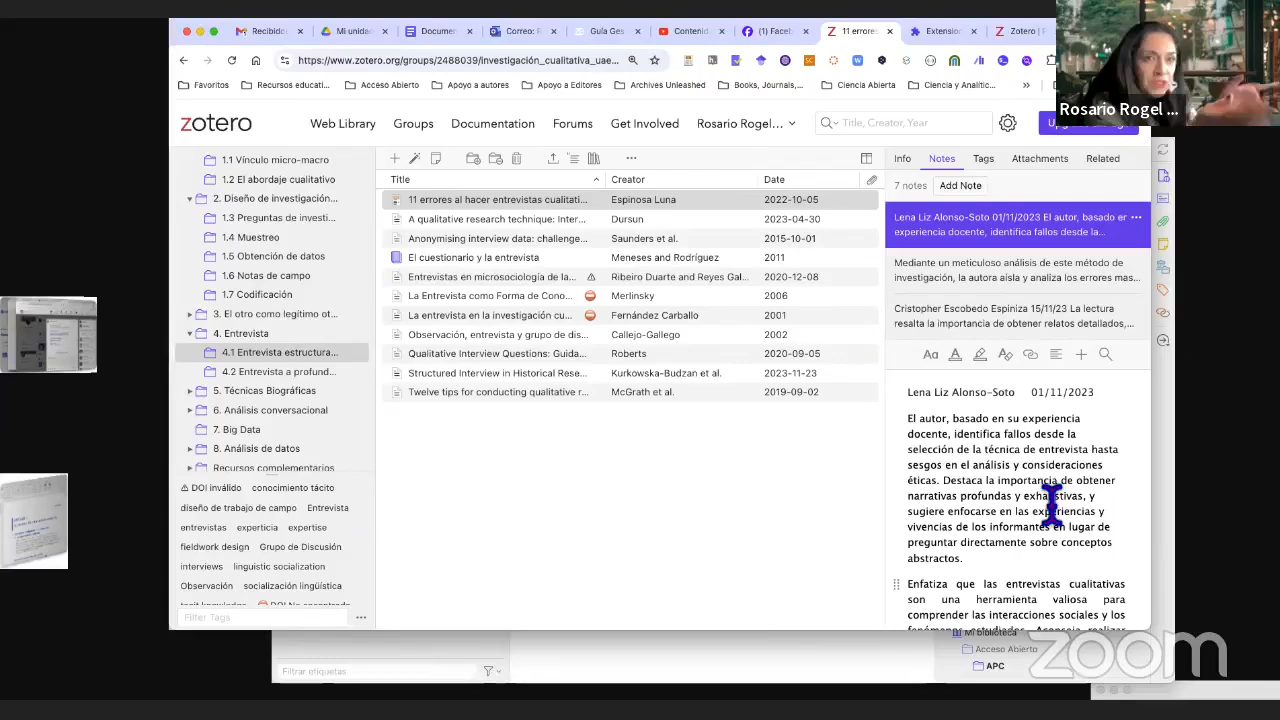 Recibido
Mi unidad
Document
Correo: R
Guía Ges
Contenid
(1) Faceb
11 errores
Extension
Zotero |
https://www.zotero.org/groups/2488039/investigación_cualitativa_uae...
Favoritos
Recursos educati...
Acceso Abierto
Apoyo a autores
Apoyo a Editores
Archives Unleashed
Books, Journals,...
Ciencia Abierta
Ciencia y Analític...
»
Rosario Rogel ...
zotero
Web Library
Groups
Documentation
Forums
Get Involved
Rosario Rogel...
Title, Creator, Year
1.1 Vínculo micro-macro
1.2 El abordaje cualitativo
2. Diseño de investigación...
1.3 Preguntas de investi...
1.4 Muestreo
1.5 Obtención de datos
1.6 Notas de campo
1.7 Codificación
3. El otro como legítimo ot...
4. Entrevista
4.1 Entrevista estructura...
4.2 Entrevista a profund...
5. Técnicas Biográficas
6. Análisis conversacional
7. Big Data
8. Análisis de datos
Recursos complementarios
DOI inválido conocimiento tácito
diseño de trabajo de campo Entrevista
entrevistas experticia expertise
fieldwork design Grupo de Discusión
interviews linguistic socialization
Observación socialización lingüística
tacit knowledge DOI No encontrado
Filter Tags
Title Creator Date
11 errores al hacer entrevistas cualitati... Espinosa Luna 2022-10-05
A qualitative research technique: Inter... Dursun 2023-04-30
Anonymising interview data: challenge... Saunders et al. 2015-10-01
El cuestionario y la entrevista Meneses and Rodríguez 2011
Entrevistas en microsociología de la... Ribeiro Duarte and Reyes Gal... 2020-12-08
La Entrevista como Forma de Cono... Merlinsky 2006
La entrevista en la investigación cu... Fernández Carballo 2001
Observación, entrevista y grupo de dis... Callejo-Gallego 2002
Qualitative Interview Questions: Guida... Roberts 2020-09-05
Structured Interview in Historical Rese... Kurkowska-Budzan et al. 2023-11-23
Twelve tips for conducting qualitative r... McGrath et al. 2019-09-02
Info Notes Tags Attachments Related
7 notes Add Note
Lena Liz Alonso-Soto 01/11/2023 El autor, basado en
experiencia docente, identifica fallos desde la...
Mediante un meticuloso análisis de este método de
investigación, la autora aísla y analiza los errores mas...
Cristopher Escobedo Espiniza 15/11/23 La lectura
resalta la importancia de obtener relatos detallados,...
Aa
Lena Liz Alonso-Soto 01/11/2023
El autor, basado en su experiencia
docente, identifica fallos desde la
selección de la técnica de entrevista hasta
sesgos en el análisis y consideraciones
éticas. Destaca la importancia de obtener
narrativas profundas y exhaustivas, y
sugiere enfocarse en las experiencias y
vivencias de los informantes en lugar de
preguntar directamente sobre conceptos
abstractos.
Enfatiza que las entrevistas cualitativas
son una herramienta valiosa para
comprender las interacciones sociales y los
Mi biblioteca
Acceso Abierto
APC
Filtrar etiquetas
zoom